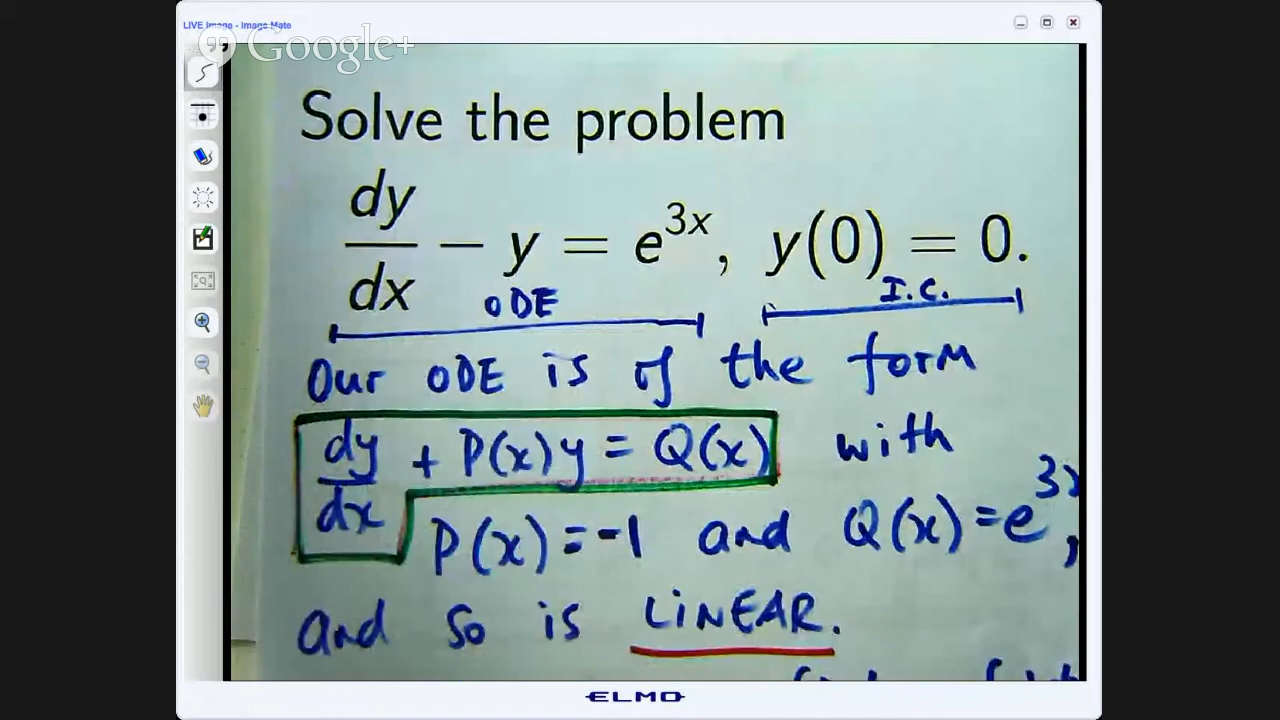 LIVE Image - Image Mate
Google+
Solve the problem
dy/dx − y = e^{3x}, y(0) = 0.
ODE I.C.
Our ODE is of the form
dy/dx + P(x)y = Q(x) with
P(x) = -1 and Q(x) = e^{3x},
and so is LINEAR.
ELMO